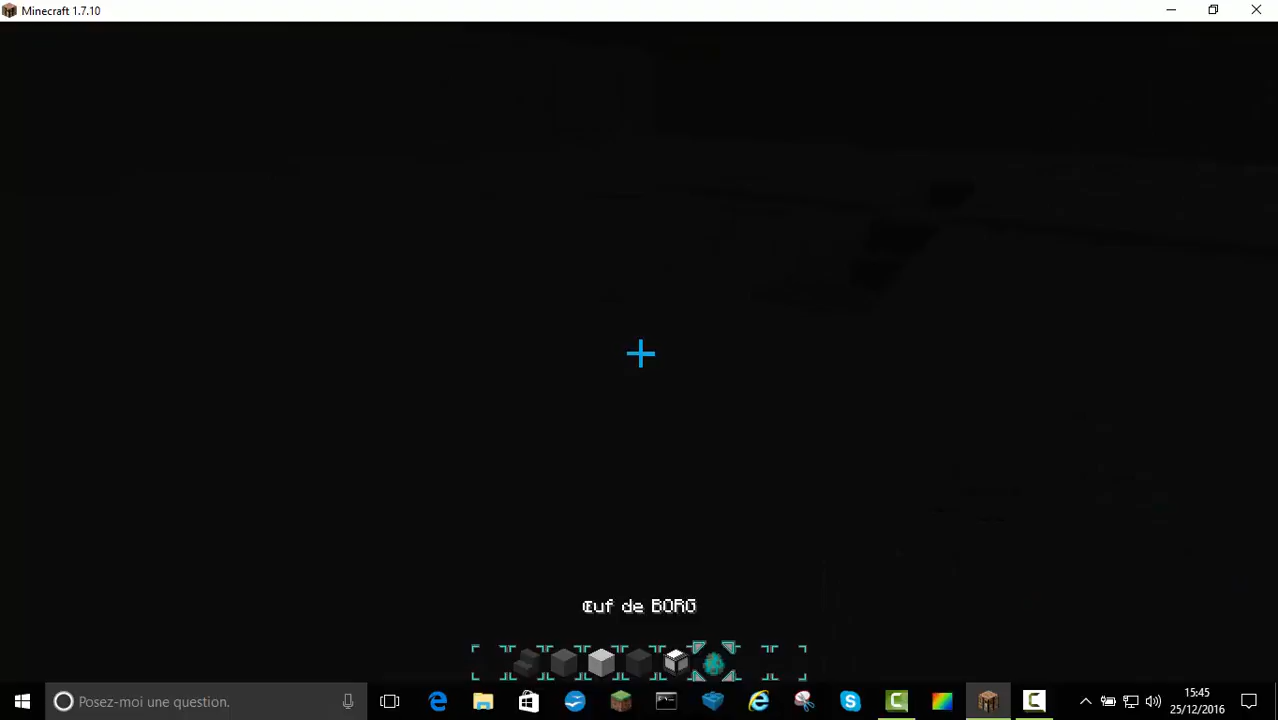 Minecraft 1.7.10
Œuf de BORG
Posez-moi une question.
15:45
25/12/2016